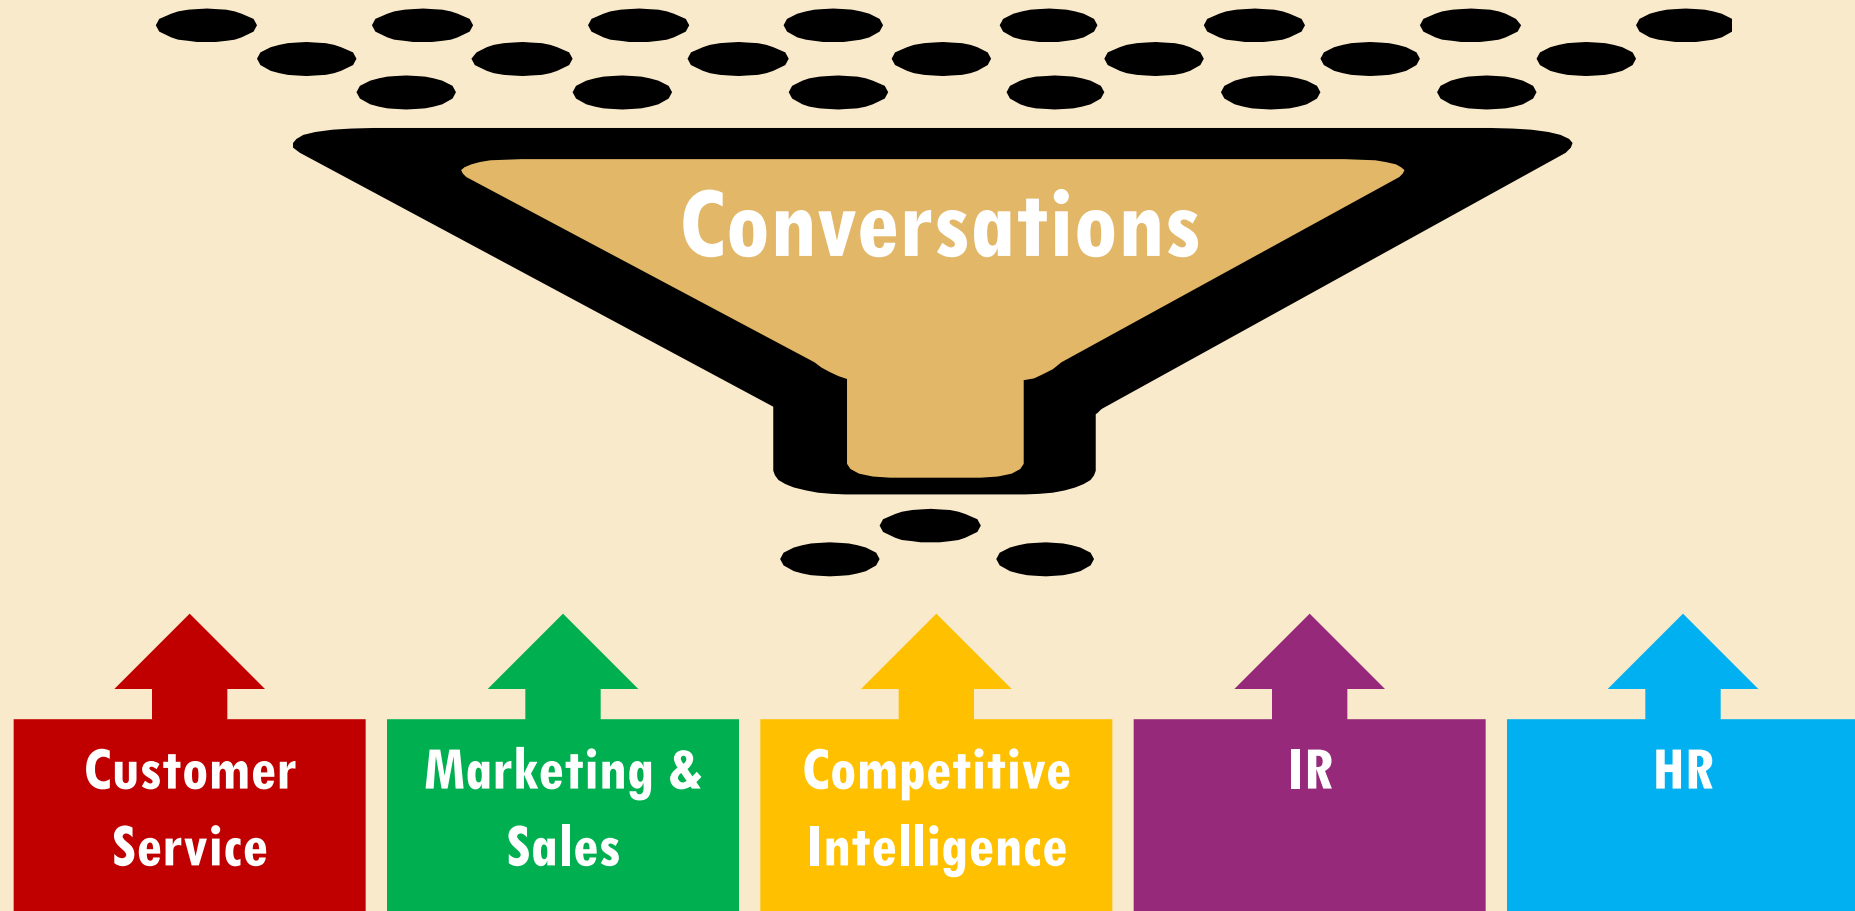 Conversations
Customer
Service
Marketing &
Sales
Competitive
Intelligence
IR
HR